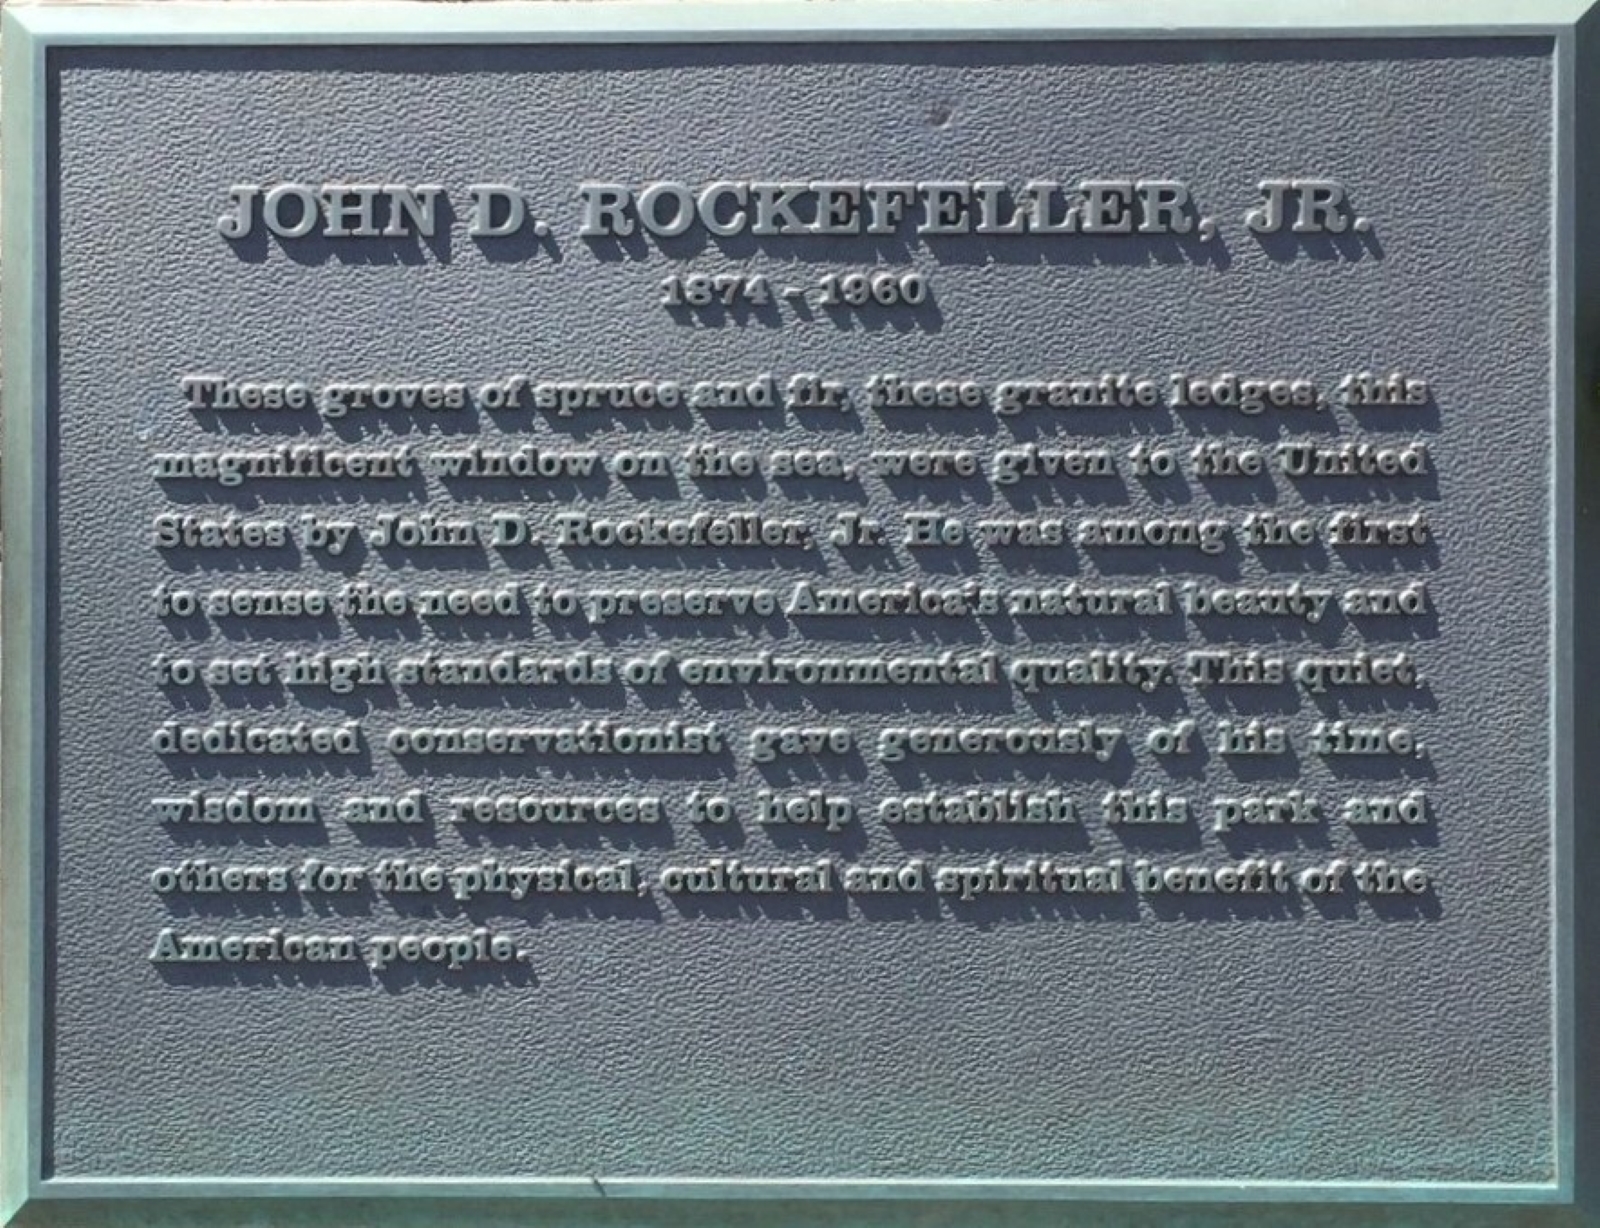 JOHN D. ROCKEFELLER, JR.
1874 - 1960
These groves of spruce and fir, these granite ledges, this
magnificent window on the sea, were given to the United
States by John D. Rockefeller, Jr. He was among the first
to sense the need to preserve America's natural beauty and
to set high standards of environmental quality. This quiet,
dedicated conservationist gave generously of his time,
wisdom and resources to help establish this park and
others for the physical, cultural and spiritual benefit of the
American people.